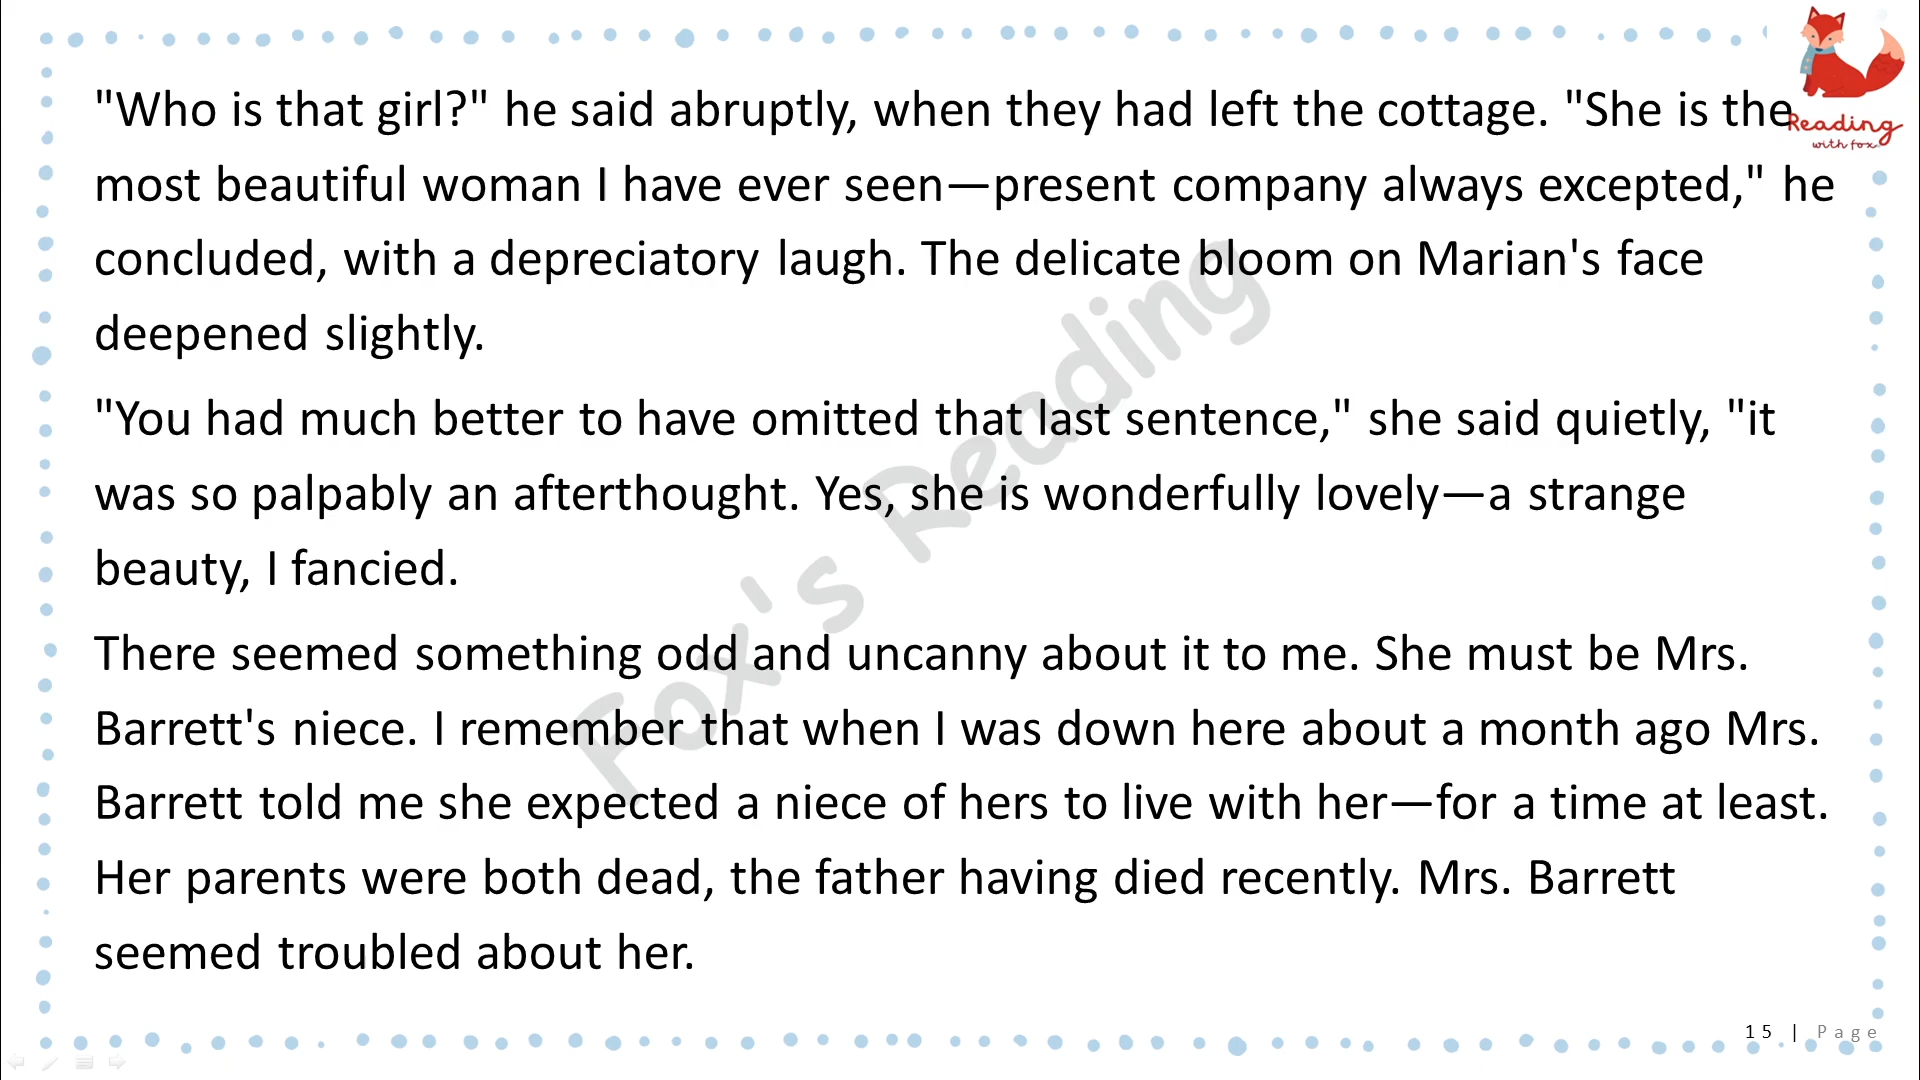 "Who is that girl?" he said abruptly, when they had left the cottage. "She is the
most beautiful woman I have ever seen—present company always excepted," he
concluded, with a depreciatory laugh. The delicate bloom on Marian's face
deepened slightly.
"You had much better to have omitted that last sentence," she said quietly, "it
was so palpably an afterthought. Yes, she is wonderfully lovely—a strange
beauty, I fancied.
There seemed something odd and uncanny about it to me. She must be Mrs.
Barrett's niece. I remember that when I was down here about a month ago Mrs.
Barrett told me she expected a niece of hers to live with her—for a time at least.
Her parents were both dead, the father having died recently. Mrs. Barrett
seemed troubled about her.
Reading
with fox
Fox's Reading
15 | Page